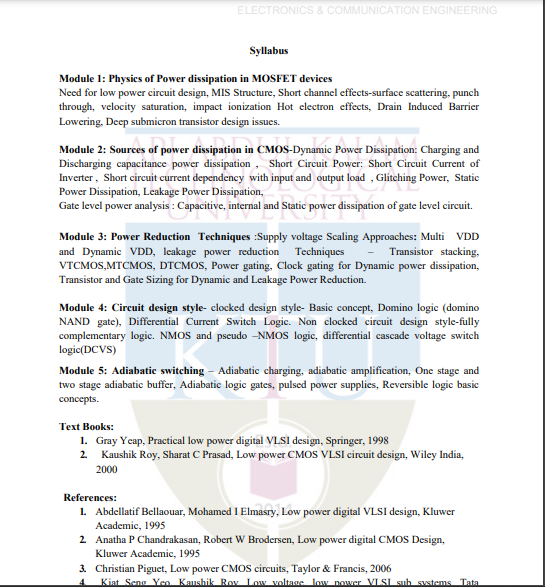 ELECTRONICS & COMMUNICATION ENGINEERING
Syllabus
Module 1: Physics of Power dissipation in MOSFET devices
Need for low power circuit design, MIS Structure, Short channel effects-surface scattering, punch
through, velocity saturation, impact ionization Hot electron effects, Drain Induced Barrier
Lowering, Deep submicron transistor design issues.
Module 2: Sources of power dissipation in CMOS-Dynamic Power Dissipation: Charging and
Discharging capacitance power dissipation , Short Circuit Power: Short Circuit Current of
Inverter , Short circuit current dependency with input and output load , Glitching Power, Static
Power Dissipation, Leakage Power Dissipation,
Gate level power analysis : Capacitive, internal and Static power dissipation of gate level circuit.
Module 3: Power Reduction Techniques :Supply voltage Scaling Approaches: Multi VDD
and Dynamic VDD, leakage power reduction Techniques – Transistor stacking,
VTCMOS,MTCMOS, DTCMOS, Power gating, Clock gating for Dynamic power dissipation,
Transistor and Gate Sizing for Dynamic and Leakage Power Reduction.
Module 4: Circuit design style- clocked design style- Basic concept, Domino logic (domino
NAND gate), Differential Current Switch Logic. Non clocked circuit design style-fully
complementary logic. NMOS and pseudo –NMOS logic, differential cascade voltage switch
logic(DCVS)
Module 5: Adiabatic switching – Adiabatic charging, adiabatic amplification, One stage and
two stage adiabatic buffer, Adiabatic logic gates, pulsed power supplies, Reversible logic basic
concepts.
Text Books:
1. Gray Yeap, Practical low power digital VLSI design, Springer, 1998
2. Kaushik Roy, Sharat C Prasad, Low power CMOS VLSI circuit design, Wiley India,
2000
References:
1. Abdellatif Bellaouar, Mohamed I Elmasry, Low power digital VLSI design, Kluwer
Academic, 1995
2. Anatha P Chandrakasan, Robert W Brodersen, Low power digital CMOS Design,
Kluwer Academic, 1995
3. Christian Piguet, Low power CMOS circuits, Taylor & Francis, 2006
4. Kiat Seng Yeo, Kaushik Roy, Low voltage, low power VLSI sub systems, Tata
API ABDUL KALAM
TECHNOLOGICAL
UNIVERSITY
KTU
2014